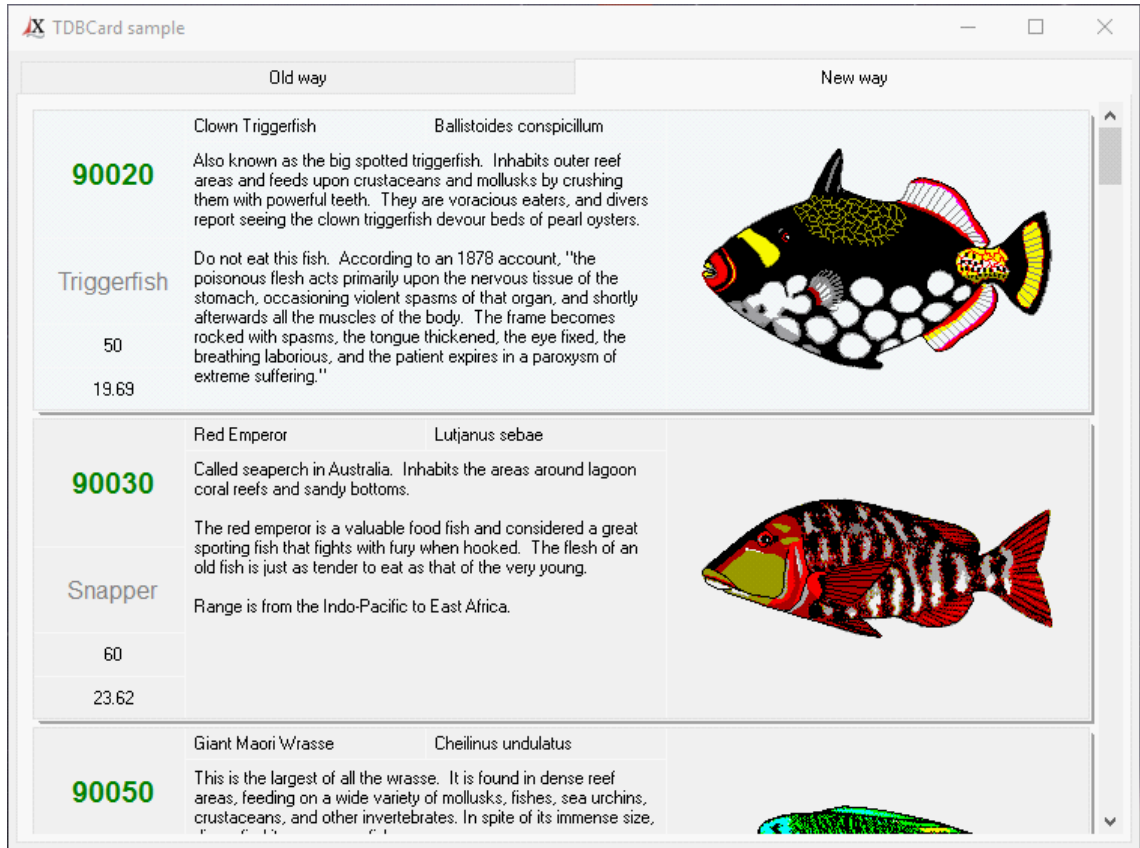 TDBCard sample
Old way
New way
90020
Triggerfish
50
19.69
Clown Triggerfish
Ballistoides conspicillum
Also known as the big spotted triggerfish.  Inhabits outer reef
areas and feeds upon crustaceans and mollusks by crushing
them with powerful teeth.  They are voracious eaters, and divers
report seeing the clown triggerfish devour beds of pearl oysters.
Do not eat this fish.  According to an 1878 account, "the
poisonous flesh acts primarily upon the nervous tissue of the
stomach, occasioning violent spasms of that organ, and shortly
afterwards all the muscles of the body.  The frame becomes
rocked with spasms, the tongue thickened, the eye fixed, the
breathing laborious, and the patient expires in a paroxysm of
extreme suffering."
90030
Snapper
60
23.62
Red Emperor
Lutjanus sebae
Called seaperch in Australia.  Inhabits the areas around lagoon
coral reefs and sandy bottoms.
The red emperor is a valuable food fish and considered a great
sporting fish that fights with fury when hooked.  The flesh of an
old fish is just as tender to eat as that of the very young.
Range is from the Indo-Pacific to East Africa.
90050
Giant Maori Wrasse
Cheilinus undulatus
This is the largest of all the wrasse.  It is found in dense reef
areas, feeding on a wide variety of mollusks, fishes, sea urchins,
crustaceans, and other invertebrates. In spite of its immense size,